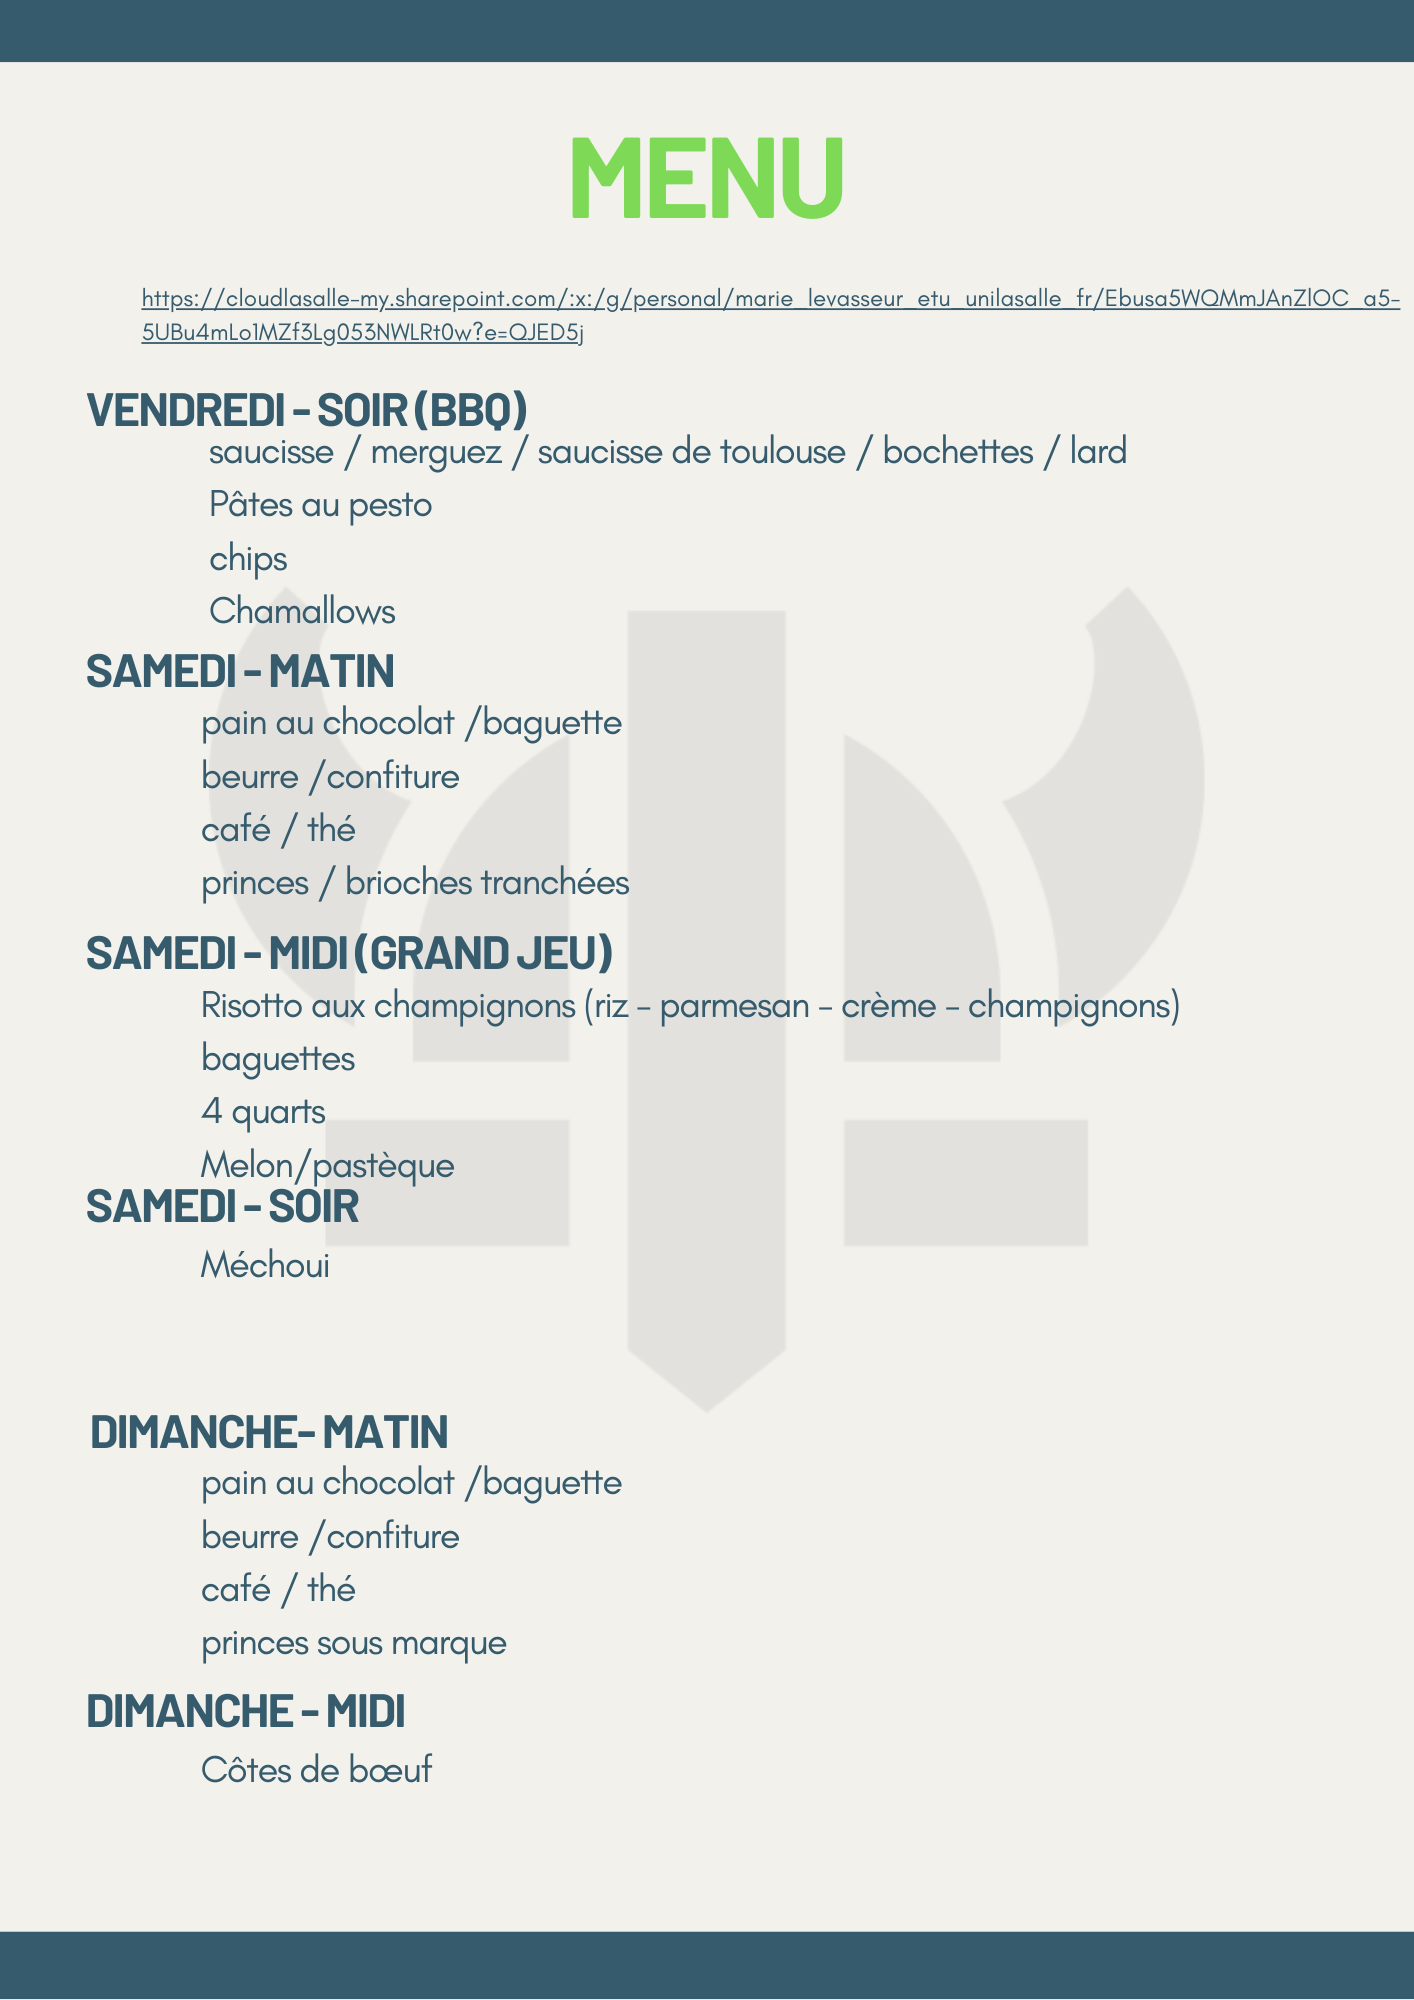 MENU
https://cloudlasalle-my.sharepoint.com/:x:/g/personal/marie_levasseur_etu_unilasalle_fr/Ebusa5WQMmJAnZlOC_a5-
5UBu4mLo1MZf3Lg053NWLRt0w?e=QJED5j
VENDREDI - SOIR (BBQ)
saucisse / merguez / saucisse de toulouse / bochettes / lard
Pâtes au pesto
chips
Chamallows
SAMEDI - MATIN
pain au chocolat /baguette
beurre /confiture
café / thé
princes / brioches tranchées
SAMEDI - MIDI (GRAND JEU)
Risotto aux champignons (riz - parmesan - crème - champignons)
baguettes
4 quarts
Melon/pastèque
SAMEDI - SOIR
Méchoui
DIMANCHE- MATIN
pain au chocolat /baguette
beurre /confiture
café / thé
princes sous marque
DIMANCHE - MIDI
Côtes de bœuf